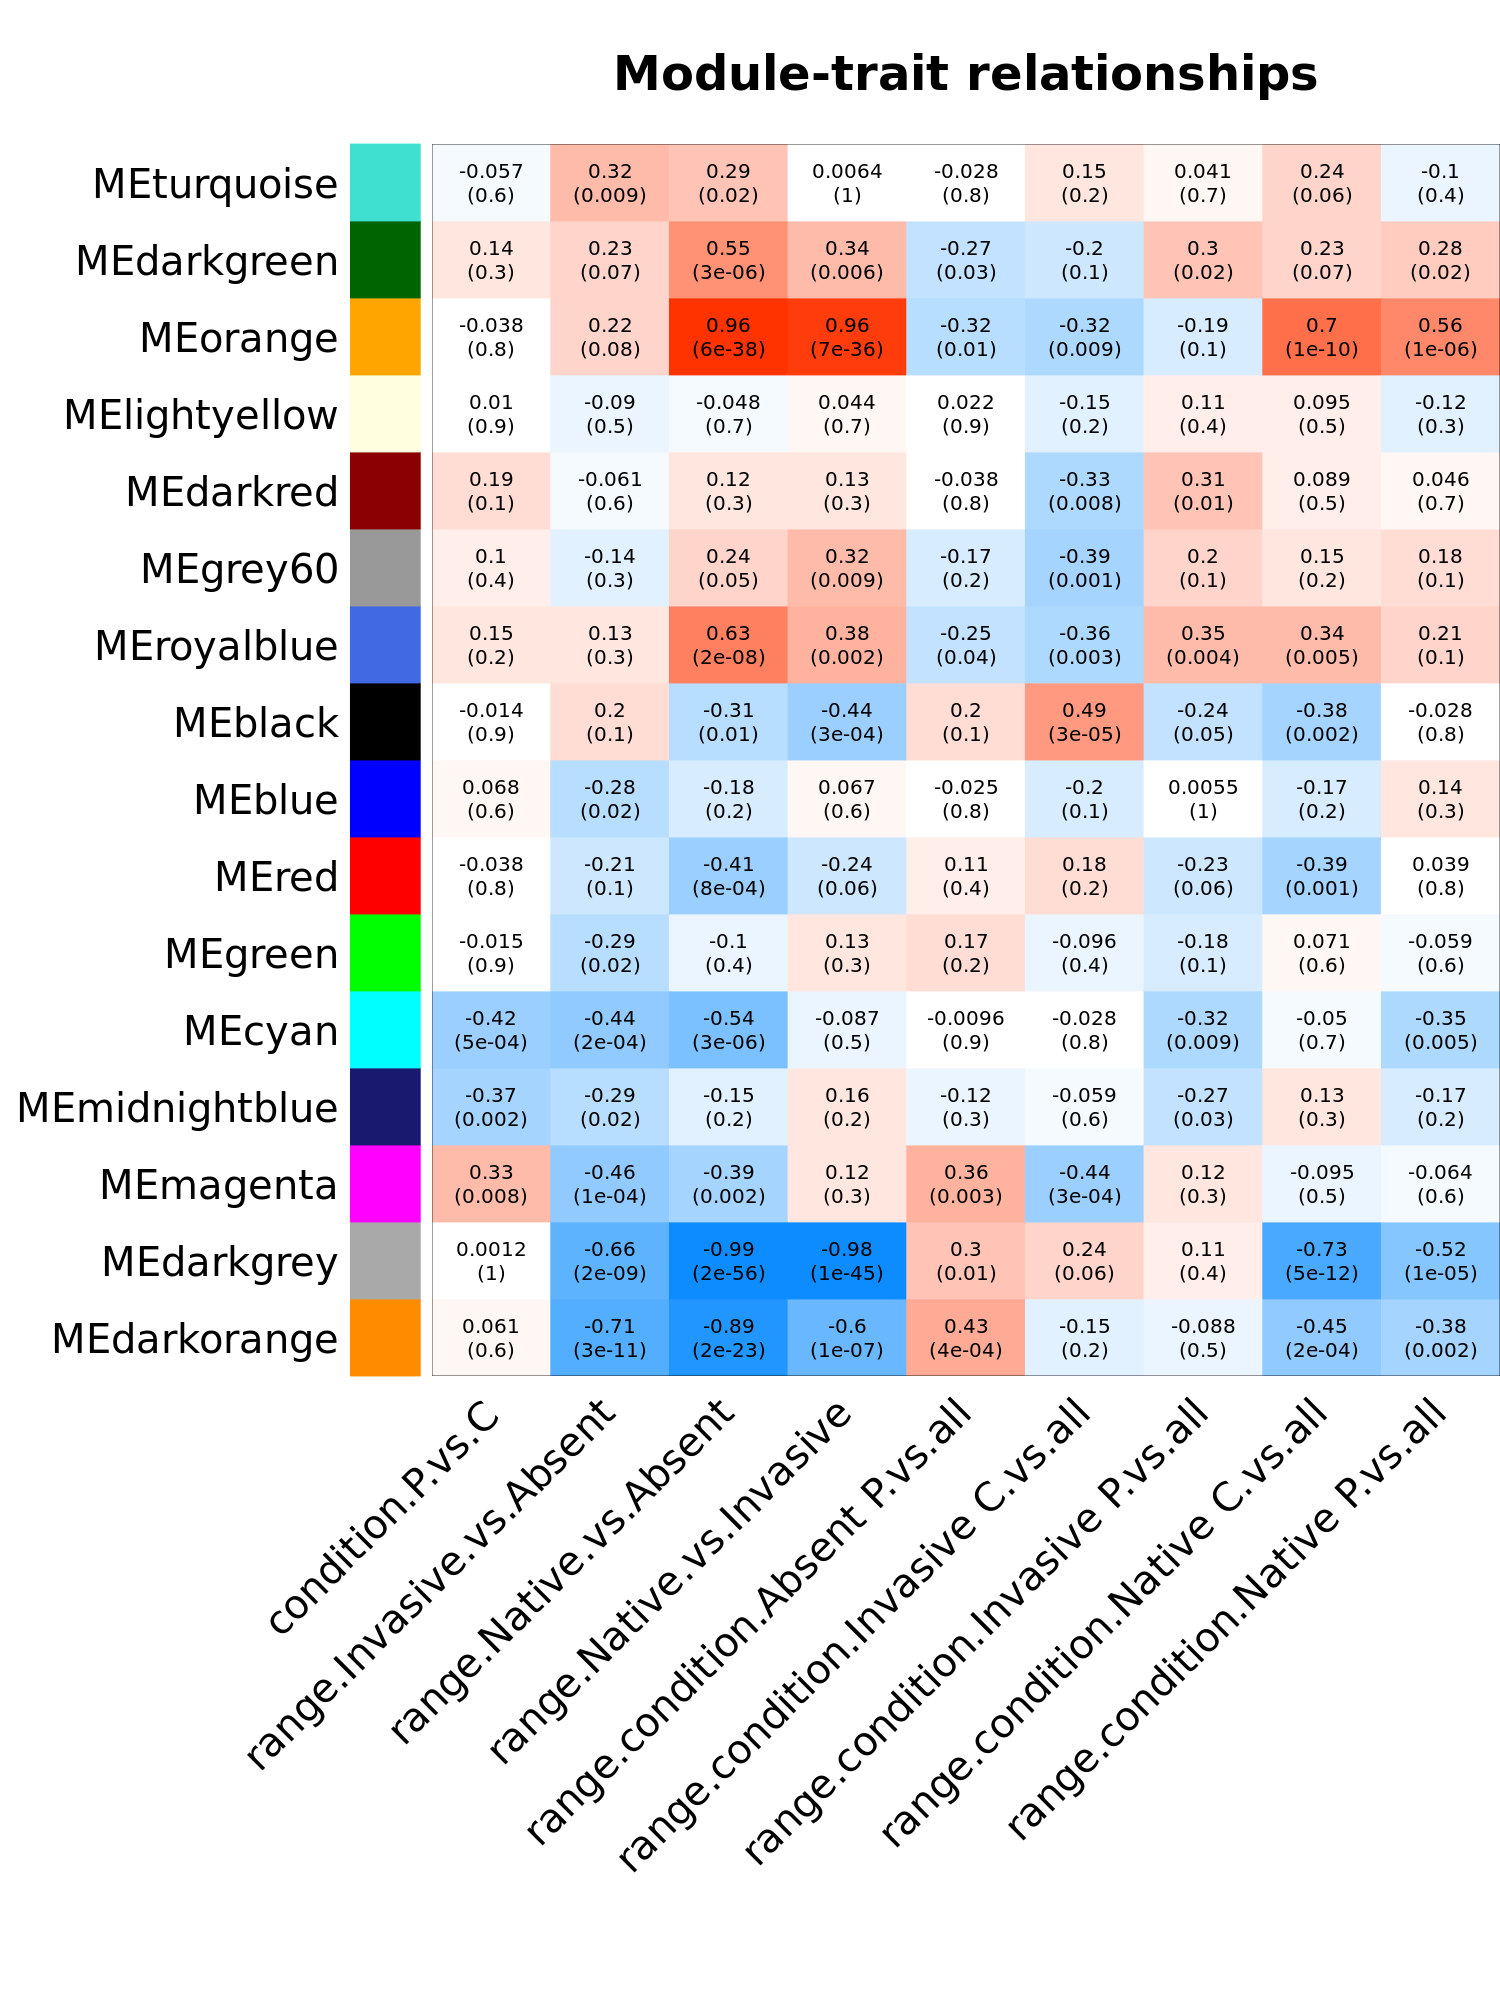 Module-trait relationships
MEturquoise -0.057 0.32 0.29 0.0064 -0.028 0.15 0.041 0.24 -0.1
(0.6) (0.009) (0.02) (1) (0.8) (0.2) (0.7) (0.06) (0.4)
MEdarkgreen 0.14 0.23 0.55 0.34 -0.27 -0.2 0.3 0.23 0.28
(0.3) (0.07) (3e-06) (0.006) (0.03) (0.1) (0.02) (0.07) (0.02)
MEorange -0.038 0.22 0.96 0.96 -0.32 -0.32 -0.19 0.7 0.56
(0.8) (0.08) (6e-38) (7e-36) (0.01) (0.009) (0.1) (1e-10) (1e-06)
MElightyellow 0.01 -0.09 -0.048 0.044 0.022 -0.15 0.11 0.095 -0.12
(0.9) (0.5) (0.7) (0.7) (0.9) (0.2) (0.4) (0.5) (0.3)
MEdarkred 0.19 -0.061 0.12 0.13 -0.038 -0.33 0.31 0.089 0.046
(0.1) (0.6) (0.3) (0.3) (0.8) (0.008) (0.01) (0.5) (0.7)
MEgrey60 0.1 -0.14 0.24 0.32 -0.17 -0.39 0.2 0.15 0.18
(0.4) (0.3) (0.05) (0.009) (0.2) (0.001) (0.1) (0.2) (0.1)
MEroyalblue 0.15 0.13 0.63 0.38 -0.25 -0.36 0.35 0.34 0.21
(0.2) (0.3) (2e-08) (0.002) (0.04) (0.003) (0.004) (0.005) (0.1)
MEblack -0.014 0.2 -0.31 -0.44 0.2 0.49 -0.24 -0.38 -0.028
(0.9) (0.1) (0.01) (3e-04) (0.1) (3e-05) (0.05) (0.002) (0.8)
MEblue 0.068 -0.28 -0.18 0.067 -0.025 -0.2 0.0055 -0.17 0.14
(0.6) (0.02) (0.2) (0.6) (0.8) (0.1) (1) (0.2) (0.3)
MEred -0.038 -0.21 -0.41 -0.24 0.11 0.18 -0.23 -0.39 0.039
(0.8) (0.1) (8e-04) (0.06) (0.4) (0.2) (0.06) (0.001) (0.8)
MEgreen -0.015 -0.29 -0.1 0.13 0.17 -0.096 -0.18 0.071 -0.059
(0.9) (0.02) (0.4) (0.3) (0.2) (0.4) (0.1) (0.6) (0.6)
MEcyan -0.42 -0.44 -0.54 -0.087 -0.0096 -0.028 -0.32 -0.05 -0.35
(5e-04) (2e-04) (3e-06) (0.5) (0.9) (0.8) (0.009) (0.7) (0.005)
MEmidnightblue -0.37 -0.29 -0.15 0.16 -0.12 -0.059 -0.27 0.13 -0.17
(0.002) (0.02) (0.2) (0.2) (0.3) (0.6) (0.03) (0.3) (0.2)
MEmagenta 0.33 -0.46 -0.39 0.12 0.36 -0.44 0.12 -0.095 -0.064
(0.008) (1e-04) (0.002) (0.3) (0.003) (3e-04) (0.3) (0.5) (0.6)
MEdarkgrey 0.0012 -0.66 -0.99 -0.98 0.3 0.24 0.11 -0.73 -0.52
(1) (2e-09) (2e-56) (1e-45) (0.01) (0.06) (0.4) (5e-12) (1e-05)
MEdarkorange 0.061 -0.71 -0.89 -0.6 0.43 -0.15 -0.088 -0.45 -0.38
(0.6) (3e-11) (2e-23) (1e-07) (4e-04) (0.2) (0.5) (2e-04) (0.002)
condition.P.vs.C
range.Invasive.vs.Absent
range.Native.vs.Absent
range.Native.vs.Invasive
range.condition.Absent P.vs.all
range.condition.Invasive C.vs.all
range.condition.Invasive P.vs.all
range.condition.Native C.vs.all
range.condition.Native P.vs.all